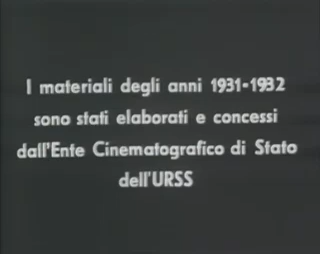 I materiali degli anni 1931-1932
sono stati elaborati e concessi
dall'Ente Cinematografico di Stato
dell'URSS